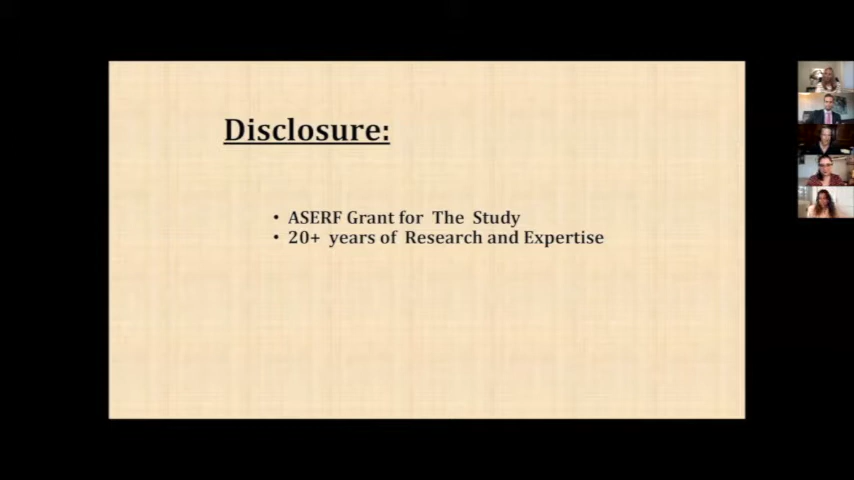 Disclosure:
• ASERF Grant for The Study
• 20+ years of Research and Expertise